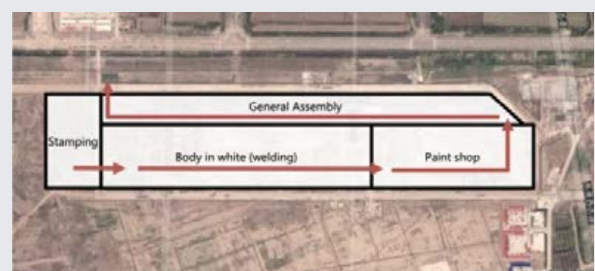 General Assembly
Stamping
Body in white (welding)
Paint shop